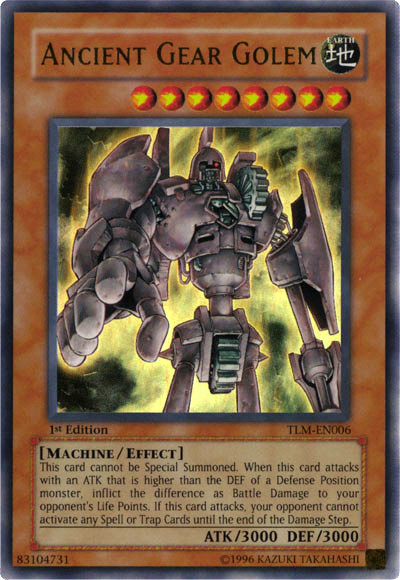 ANCIENT GEAR GOLEM
EARTH
地
1st Edition
TLM-EN006
[MACHINE / EFFECT]
This card cannot be Special Summoned. When this card attacks
with an ATK that is higher than the DEF of a Defense Position
monster, inflict the difference as Battle Damage to your
opponent's Life Points. If this card attacks, your opponent cannot
activate any Spell or Trap Cards until the end of the Damage Step.
ATK/3000 DEF/3000
83104731
©1996 KAZUKI TAKAHASHI